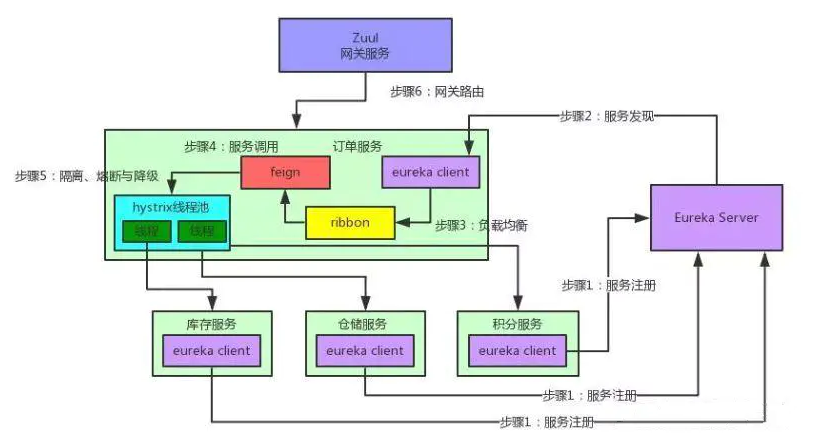 Zuul
网关服务
步骤6：网关路由
步骤2：服务发现
步骤4：服务调用
订单服务
feign
eureka client
步骤5：隔离、熔断与降级
hystrix线程池
线程
线程
ribbon
步骤3：负载均衡
Eureka Server
步骤1：服务注册
库存服务
仓储服务
积分服务
eureka client
eureka client
eureka client
步骤1：服务注册
步骤1：服务注册